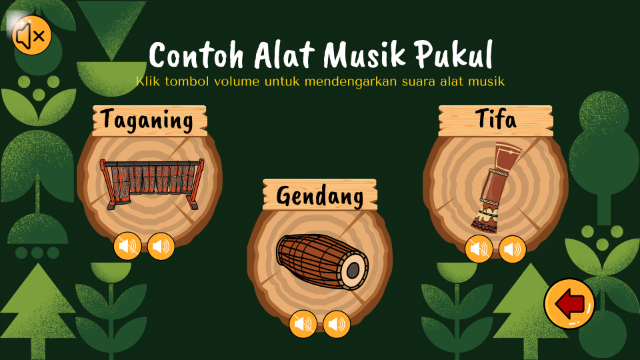 Contoh Alat Musik Pukul
Klik tombol volume untuk mendengarkan suara alat musik
Taganing
Tifa
Gendang